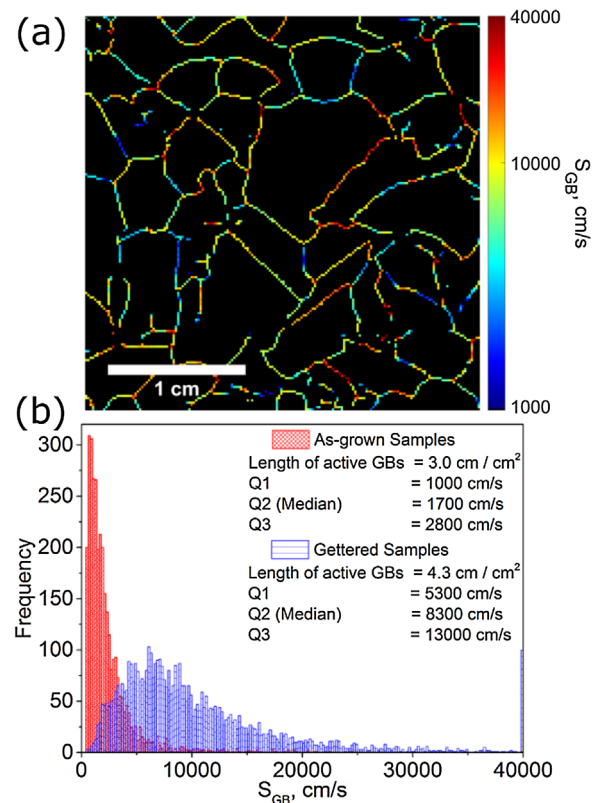 (a)
40000
10000
S_GB, cm/s
1000
1 cm
(b)
As-grown Samples
Length of active GBs = 3.0 cm / cm²
Q1 = 1000 cm/s
Q2 (Median) = 1700 cm/s
Q3 = 2800 cm/s
Gettered Samples
Length of active GBs = 4.3 cm / cm²
Q1 = 5300 cm/s
Q2 (Median) = 8300 cm/s
Q3 = 13000 cm/s
Frequency
300
250
200
150
100
50
0
0 10000 20000 30000 40000
S_GB, cm/s